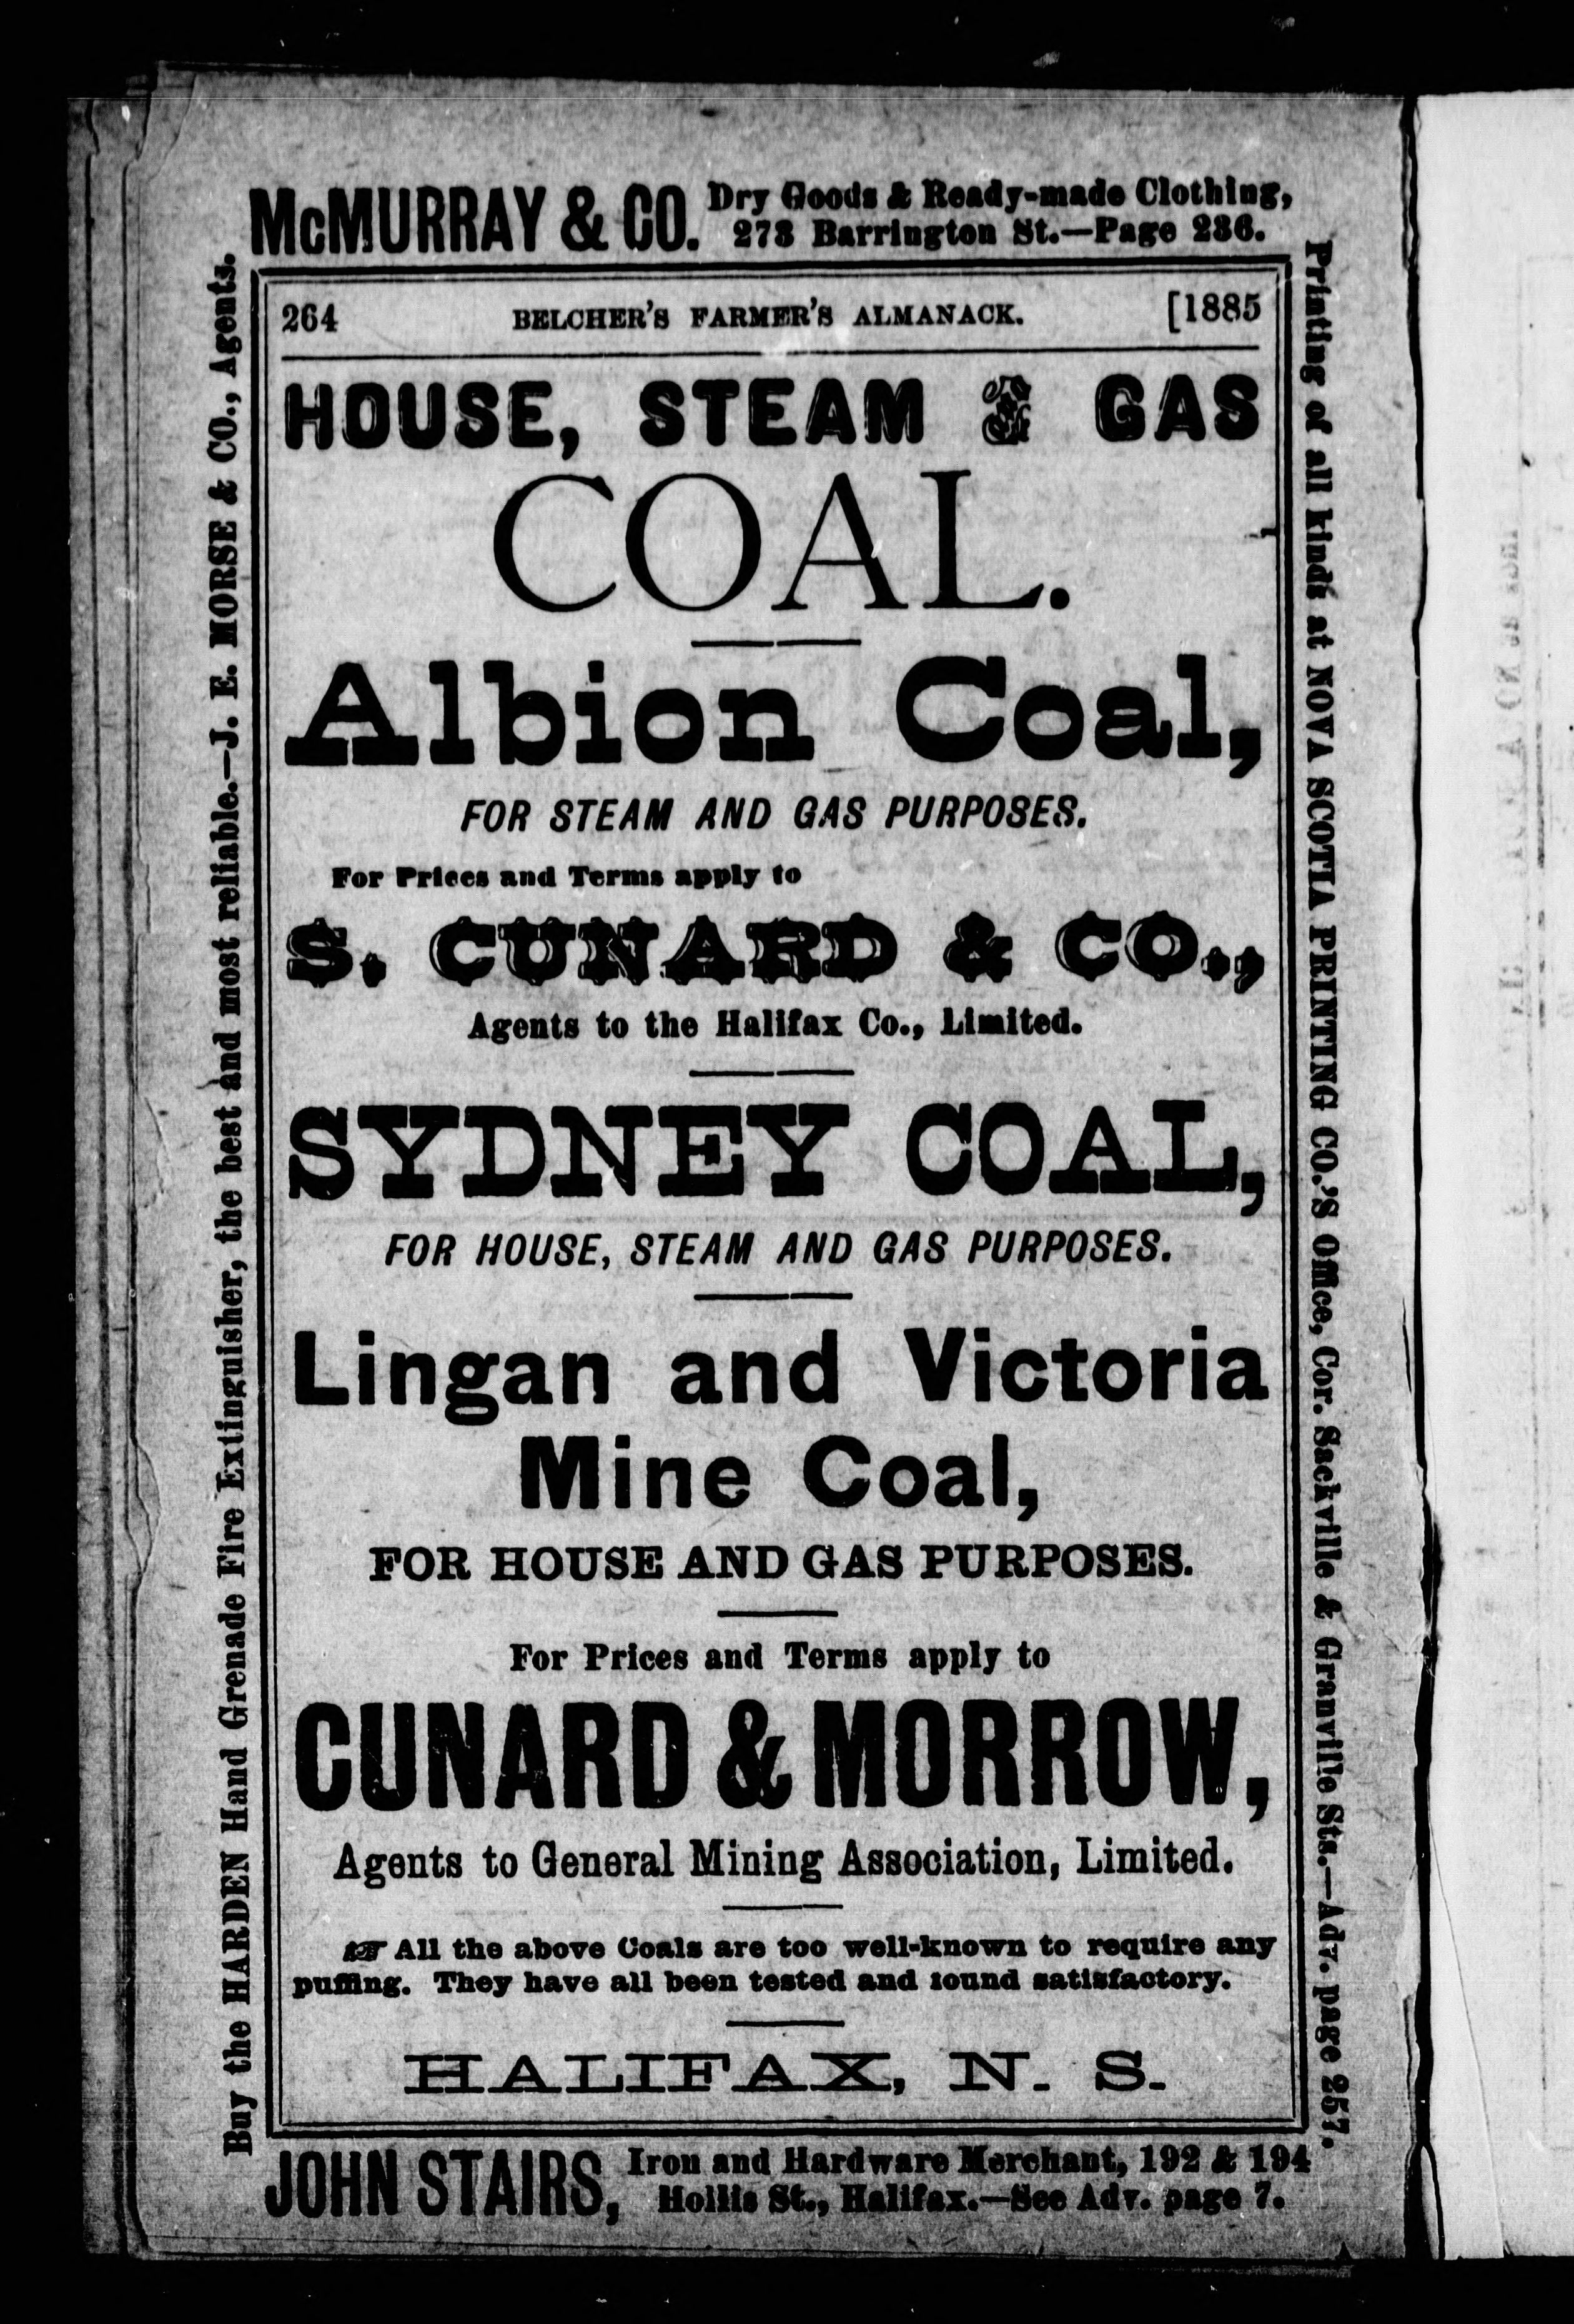 McMURRAY & CO. Dry Goods & Ready-made Clothing,
273 Barrington St.—Page 236.
Buy the HARDEN Hand Grenade Fire Extinguisher, the best and most reliable.—J. E. MORSE & CO., Agents.
264 BELCHER'S FARMER'S ALMANACK. [1885
HOUSE, STEAM & GAS
COAL.
Albion Coal,
FOR STEAM AND GAS PURPOSES.
For Prices and Terms apply to
S. CUNARD & CO.,
Agents to the Halifax Co., Limited.
SYDNEY COAL,
FOR HOUSE, STEAM AND GAS PURPOSES.
Lingan and Victoria
Mine Coal,
FOR HOUSE AND GAS PURPOSES.
For Prices and Terms apply to
CUNARD & MORROW,
Agents to General Mining Association, Limited.
☞ All the above Coals are too well-known to require any
puffing. They have all been tested and found satisfactory.
HALIFAX, N. S.
Printing of all kinds at NOVA SCOTIA PRINTING CO.'S Office, Cor. Sackville & Granville Sts.—Adv. page 257.
JOHN STAIRS, Iron and Hardware Merchant, 192 & 194
Hollis St., Halifax.—See Adv. page 7.